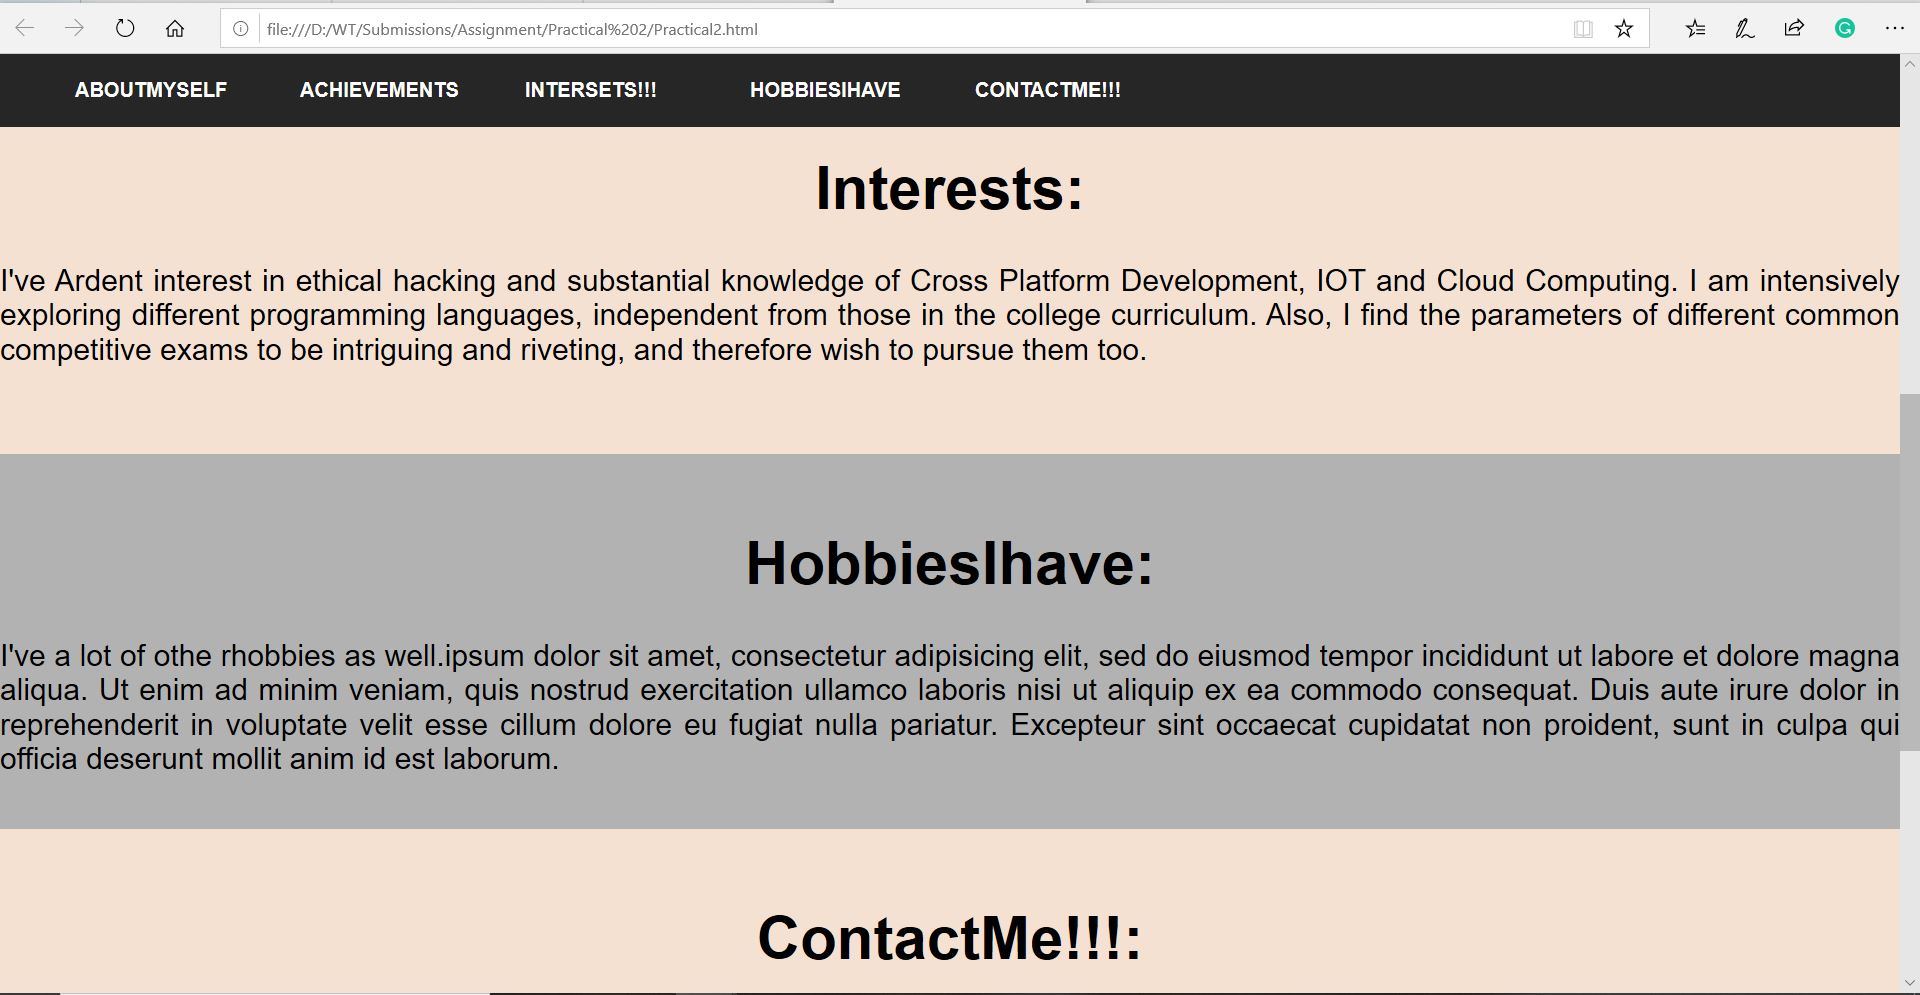 file:///D:/WT/Submissions/Assignment/Practical%202/Practical2.html
ABOUTMYSELF ACHIEVEMENTS INTERSETS!!! HOBBIESIHAVE CONTACTME!!!
Interests:
I've Ardent interest in ethical hacking and substantial knowledge of Cross Platform Development, IOT and Cloud Computing. I am intensively
exploring different programming languages, independent from those in the college curriculum. Also, I find the parameters of different common
competitive exams to be intriguing and riveting, and therefore wish to pursue them too.
HobbiesIhave:
I've a lot of othe rhobbies as well.ipsum dolor sit amet, consectetur adipisicing elit, sed do eiusmod tempor incididunt ut labore et dolore magna
aliqua. Ut enim ad minim veniam, quis nostrud exercitation ullamco laboris nisi ut aliquip ex ea commodo consequat. Duis aute irure dolor in
reprehenderit in voluptate velit esse cillum dolore eu fugiat nulla pariatur. Excepteur sint occaecat cupidatat non proident, sunt in culpa qui
officia deserunt mollit anim id est laborum.
ContactMe!!!: